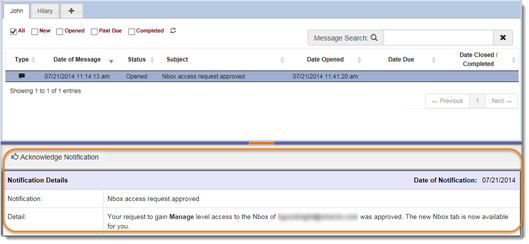 John Hilary +
All New Opened Past Due Completed
Message Search:
Type Date of Message Status Subject Date Opened Date Due Date Closed / Completed
07/21/2014 11:14:13 am Opened Nbox access request approved 07/21/2014 11:41:20 am
Showing 1 to 1 of 1 entries
← Previous 1 Next →
Acknowledge Notification
Notification Details Date of Notification: 07/21/2014
Notification: Nbox access request approved
Detail: Your request to gain Manage level access to the Nbox of was approved. The new Nbox tab is now available
for you.